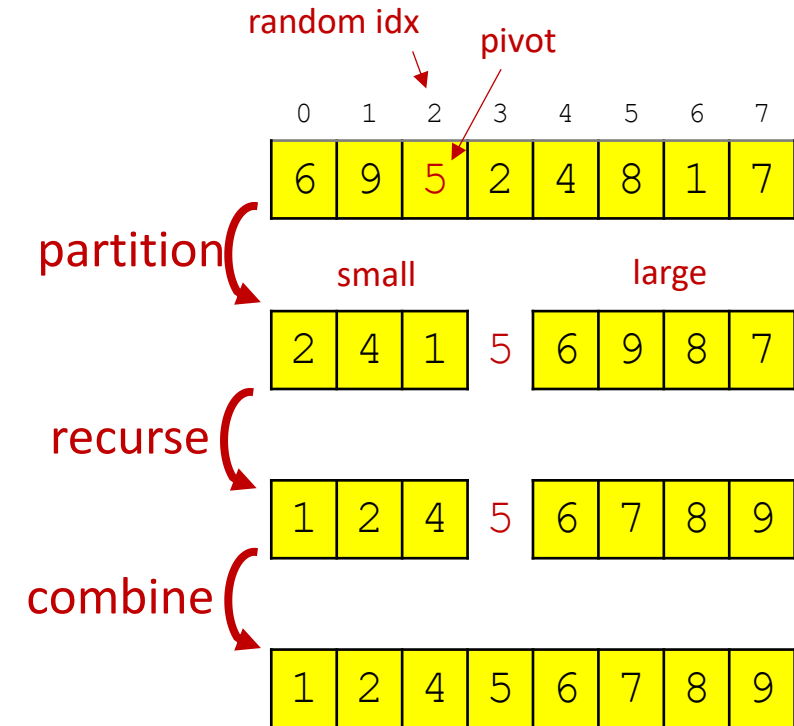 random idx
pivot
0 1 2 3 4 5 6 7
6 9 5 2 4 8 1 7
partition
small large
2 4 1 5 6 9 8 7
recurse
1 2 4 5 6 7 8 9
combine
1 2 4 5 6 7 8 9